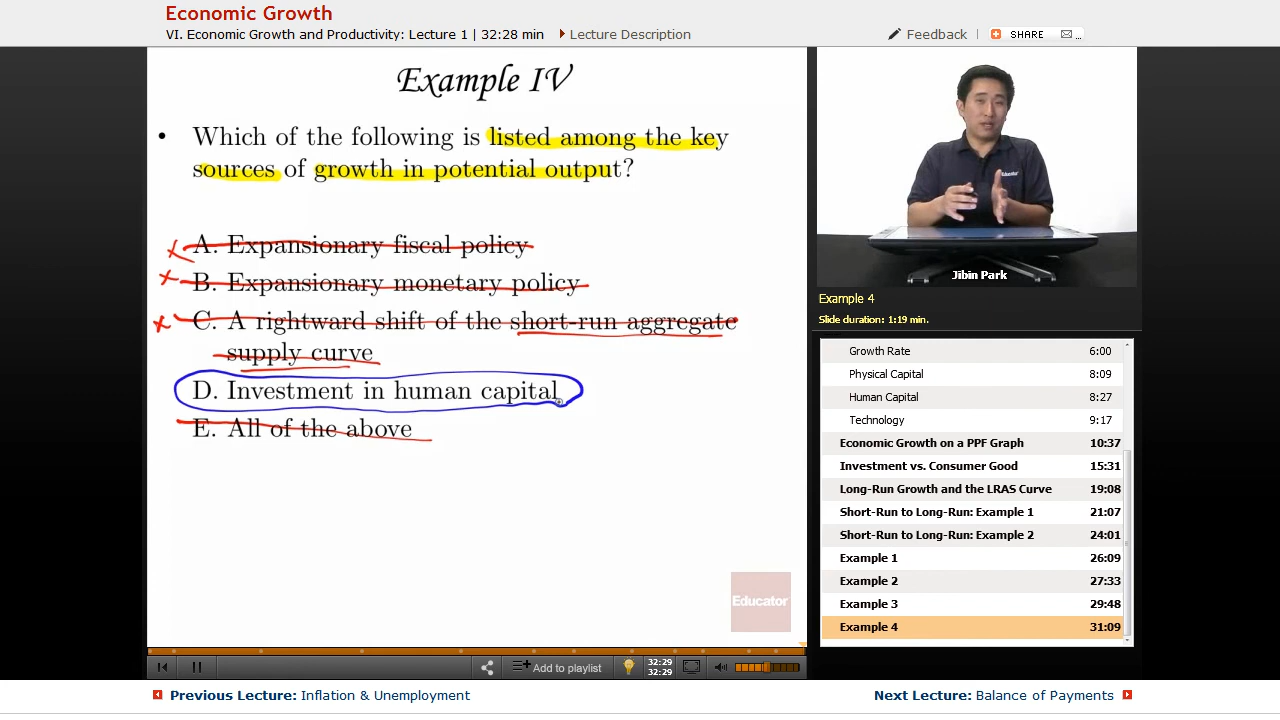 Economic Growth
VI. Economic Growth and Productivity: Lecture 1 | 32:28 min Lecture Description
Feedback | SHARE ...
Example IV
• Which of the following is listed among the key
sources of growth in potential output?
A. Expansionary fiscal policy
B. Expansionary monetary policy
C. A rightward shift of the short-run aggregate
supply curve
D. Investment in human capital
E. All of the above
Educator
Educator
Jibin Park
Example 4
Slide duration: 1:19 min.
Growth Rate 6:00
Physical Capital 8:09
Human Capital 8:27
Technology 9:17
Economic Growth on a PPF Graph 10:37
Investment vs. Consumer Good 15:31
Long-Run Growth and the LRAS Curve 19:08
Short-Run to Long-Run: Example 1 21:07
Short-Run to Long-Run: Example 2 24:01
Example 1 26:09
Example 2 27:33
Example 3 29:48
Example 4 31:09
Add to playlist
32:29
32:29
Previous Lecture: Inflation & Unemployment
Next Lecture: Balance of Payments